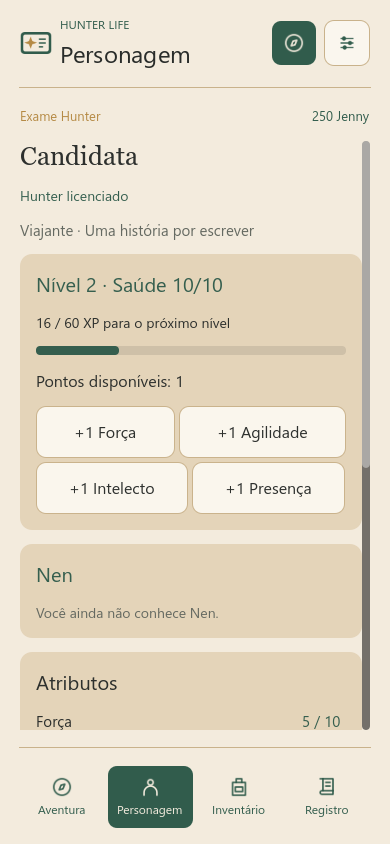 HUNTER LIFE
Personagem
Exame Hunter
250 Jenny
Candidata
Hunter licenciado
Viajante · Uma história por escrever
Nível 2 · Saúde 10/10
16 / 60 XP para o próximo nível
Pontos disponíveis: 1
+1 Força
+1 Agilidade
+1 Intelecto
+1 Presença
Nen
Você ainda não conhece Nen.
Atributos
Força
5 / 10
Aventura
Personagem
Inventário
Registro